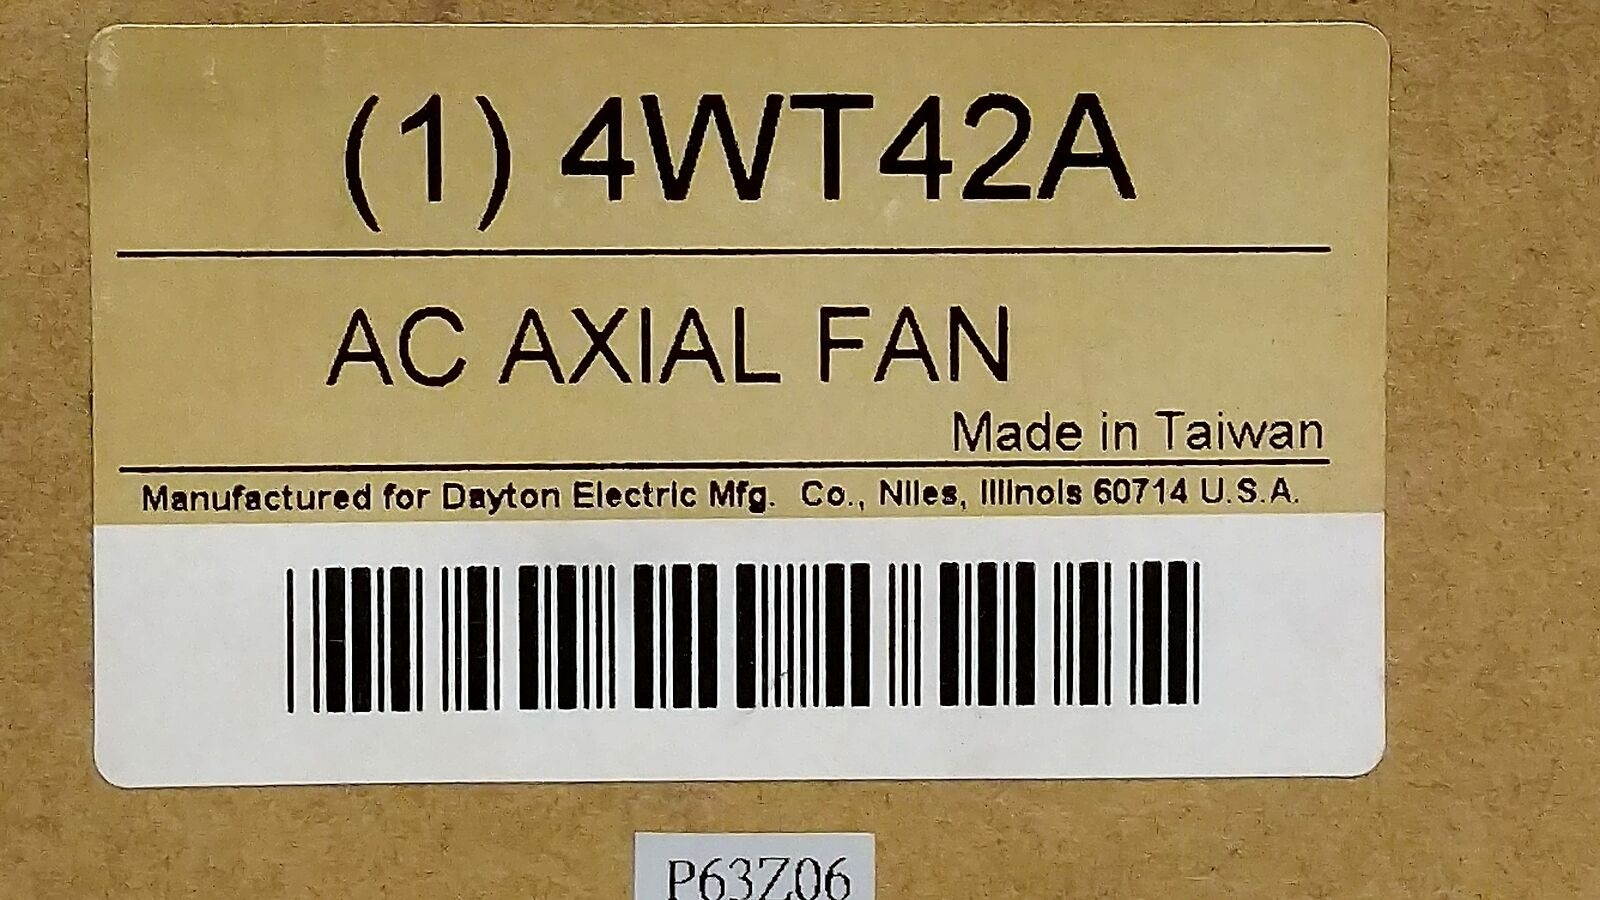 (1) 4WT42A
AC AXIAL FAN
Made in Taiwan
Manufactured for Dayton Electric Mfg. Co., Niles, Illinois 60714 U.S.A.
P63Z06